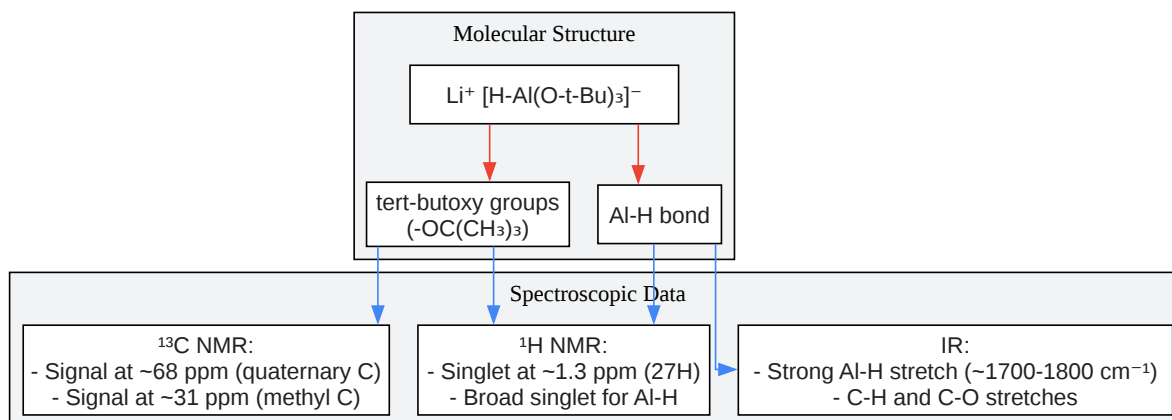 Molecular Structure
Li⁺ [H-Al(O-t-Bu)₃]⁻
tert-butoxy groups
(-OC(CH₃)₃)
Al-H bond
Spectroscopic Data
¹³C NMR:
- Signal at ~68 ppm (quaternary C)
- Signal at ~31 ppm (methyl C)
¹H NMR:
- Singlet at ~1.3 ppm (27H)
- Broad singlet for Al-H
IR:
- Strong Al-H stretch (~1700-1800 cm⁻¹)
- C-H and C-O stretches